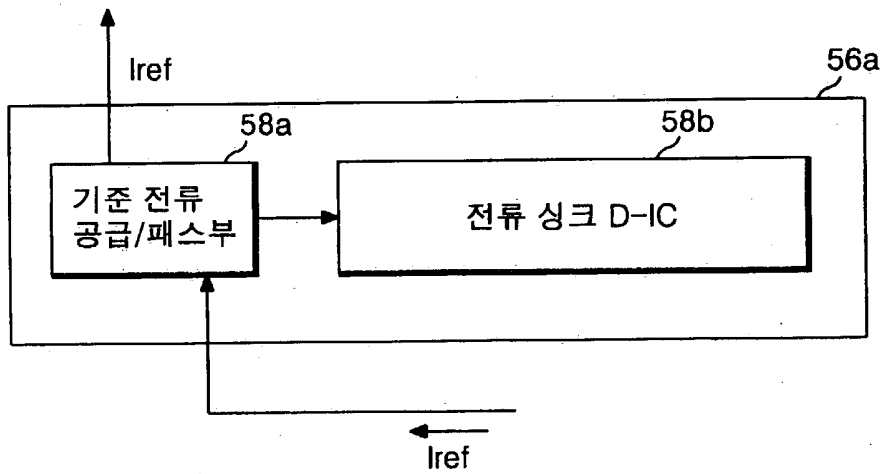 Iref
56a
58a
58b
기준 전류
공급/패스부
전류 싱크 D-IC
Iref